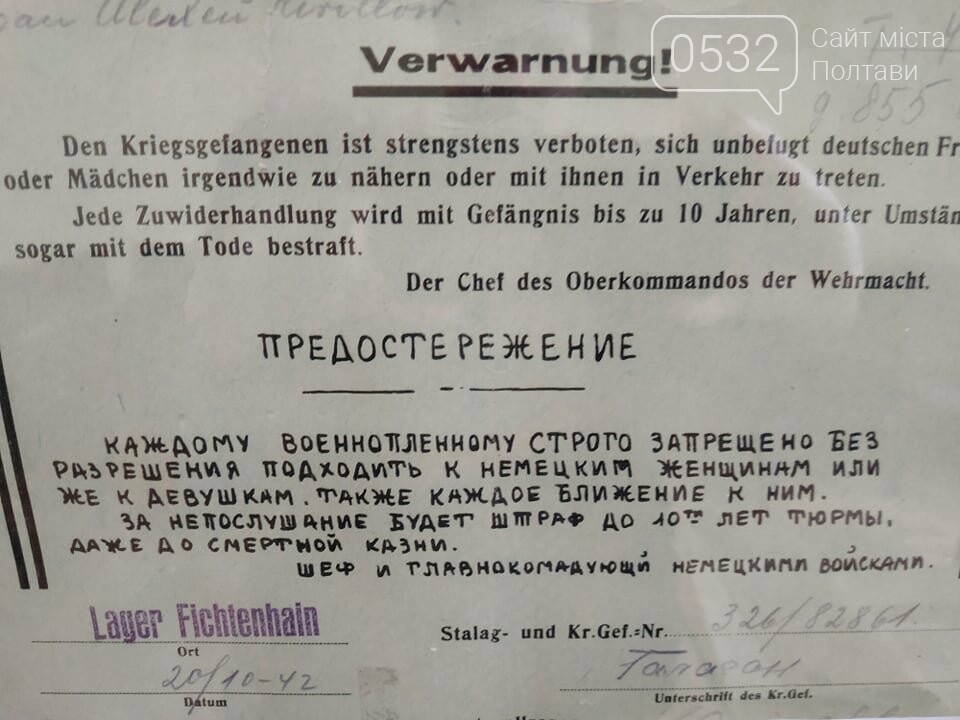 0532 Сайт міста
Полтави
g. 855
Verwarnung!
Den Kriegsgefangenen ist strengstens verboten, sich unbefugt deutschen Fr
oder Mädchen irgendwie zu nähern oder mit ihnen in Verkehr zu treten.
Jede Zuwiderhandlung wird mit Gefängnis bis zu 10 Jahren, unter Umstän
sogar mit dem Tode bestraft.
Der Chef des Oberkommandos der Wehrmacht.
ПРЕДОСТЕРЕЖЕНИЕ
КАЖДОМУ ВОЕННОПЛЕННОМУ СТРОГО ЗАПРЕЩЕНО БЕЗ
РАЗРЕШЕНИЯ ПОДХОДИТЬ К НЕМЕЦКИМ ЖЕНЩИНАМ ИЛИ
ЖЕ К ДЕВУШКАМ. ТАКЖЕ КАЖДОЕ БЛИЖЕНИЕ К НИМ.
ЗА НЕПОСЛУШАНИЕ БУДЕТ ШТРАФ ДО 10ТИ ЛЕТ ТЮРМЫ,
ДАЖЕ ДО СМЕРТНОЙ КАЗНИ.
ШЕФ И ГЛАВНОКОМАДУЮЩЙ НЕМЕЦКИМИ ВОЙСКАМИ.
Lager Fichtenhain
Ort
Stalag- und Kr.Gef.=Nr. 326/82861.
20/10-42
Datum
Галаган
Unterschrift des Kr.Gef.